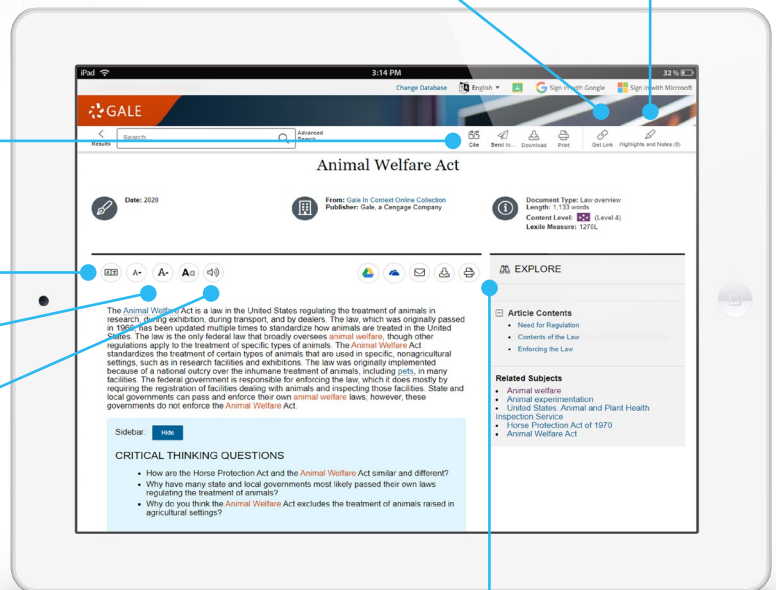 iPad
3:14 PM
32 %
Change Database English Sign in with Google Sign in with Microsoft
GALE
Results
Search...
Advanced
Search
Cite
Send to...
Download
Print
Get Link
Highlights and Notes (0)
Animal Welfare Act
Date: 2020
From: Gale In Context Online Collection
Publisher: Gale, a Cengage Company
Document Type: Law overview
Length: 1,133 words
Content Level: (Level 4)
Lexile Measure: 1270L
A- A+ Aa
The Animal Welfare Act is a law in the United States regulating the treatment of animals in
research, during exhibition, during transport, and by dealers. The law, which was originally passed
in 1966, has been updated multiple times to standardize how animals are treated in the United
States. The law is the only federal law that broadly oversees animal welfare, though other
regulations apply to the treatment of specific types of animals. The Animal Welfare Act
standardizes the treatment of certain types of animals that are used in specific, nonagricultural
settings, such as in research facilities and exhibitions. The law was originally implemented
because of a national outcry over the inhumane treatment of animals, including pets, in many
facilities. The federal government is responsible for enforcing the law, which it does mostly by
requiring the registration of facilities dealing with animals and inspecting those facilities. State and
local governments can pass and enforce their own animal welfare laws; however, these
governments do not enforce the Animal Welfare Act.
Sidebar: Hide
CRITICAL THINKING QUESTIONS
• How are the Horse Protection Act and the Animal Welfare Act similar and different?
• Why have many state and local governments most likely passed their own laws
regulating the treatment of animals?
• Why do you think the Animal Welfare Act excludes the treatment of animals raised in
agricultural settings?
EXPLORE
Article Contents
• Need for Regulation
• Contents of the Law
• Enforcing the Law
Related Subjects
• Animal welfare
• Animal experimentation
• United States. Animal and Plant Health
Inspection Service
• Horse Protection Act of 1970
• Animal Welfare Act